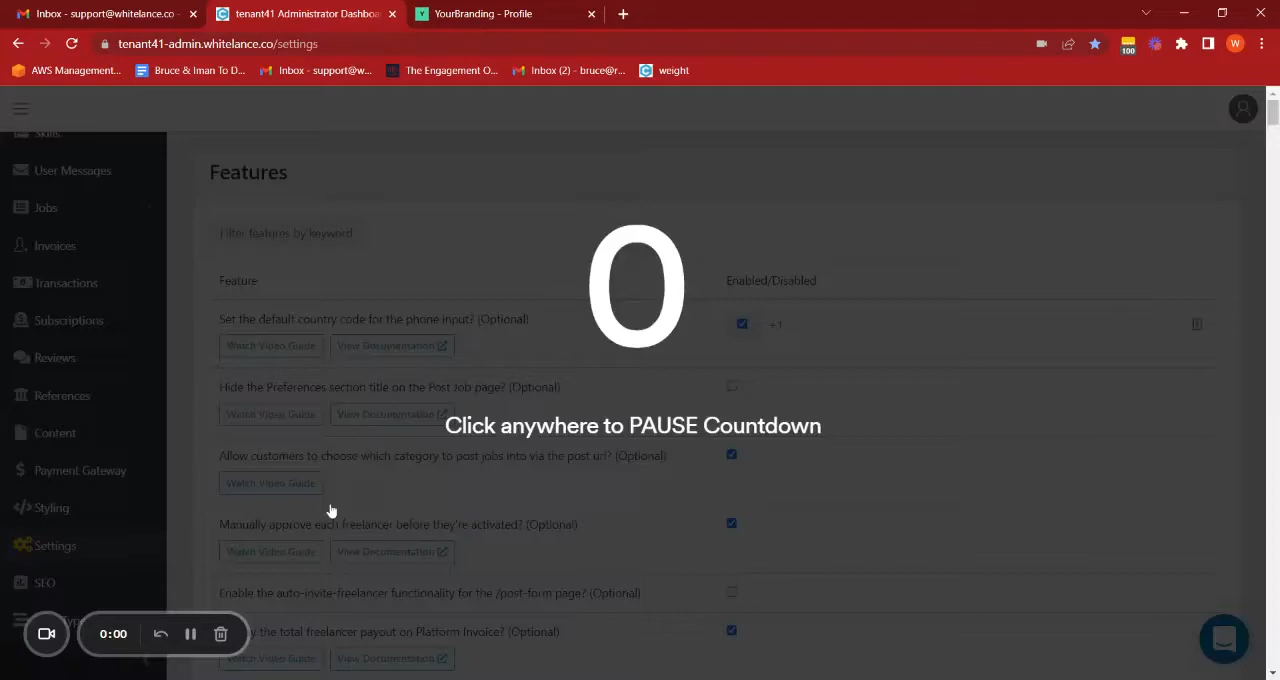 Inbox - support@whitelance.co -
tenant41 Administrator Dashboa
YourBranding - Profile
tenant41-admin.whitelance.co/settings
100
W
AWS Management...
Bruce & Iman To D...
Inbox - support@w...
The Engagement O...
Inbox (2) - bruce@r...
weight
Skills
User Messages
Jobs
Invoices
Transactions
Subscriptions
Reviews
References
Content
Payment Gateway
Styling
Settings
SEO
Features
Filter features by keyword
Feature
Enabled/Disabled
Set the default country code for the phone input? (Optional)
+1
Watch Video Guide
View Documentation
Hide the Preferences section title on the Post Job page? (Optional)
Watch Video Guide
View Documentation
Allow customers to choose which category to post jobs into via the post url? (Optional)
Watch Video Guide
Manually approve each freelancer before they're activated? (Optional)
Watch Video Guide
View Documentation
Enable the auto-invite-freelancer functionality for the /post-form page? (Optional)
the total freelancer payout on Platform Invoice? (Optional)
Watch Video Guide
View Documentation
0
Click anywhere to PAUSE Countdown
0:00